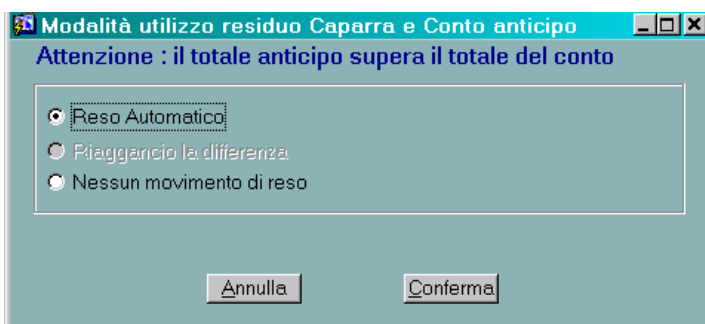 Modalità utilizzo residuo Caparra e Conto anticipo
Attenzione : il totale anticipo supera il totale del conto
Reso Automatico
Riaggancio la differenza
Nessun movimento di reso
Annulla Conferma